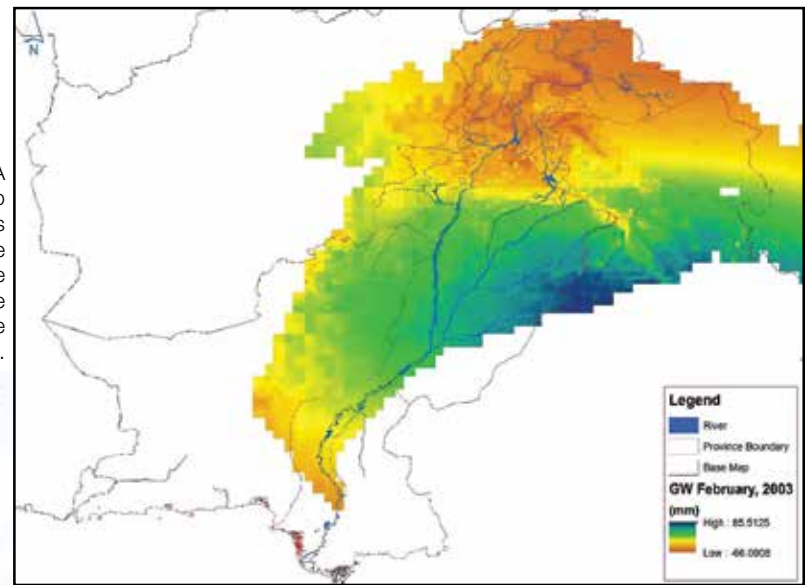 A
o
s
e
e
e
e
.
N
Legend
River
Province Boundary
Base Map
GW February, 2003
(mm)
High : 85.5125
Low : -66.0908